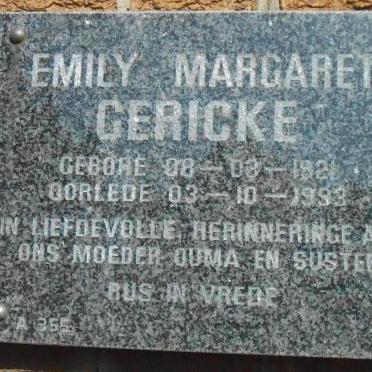 EMILY MARGARET
GERICKE
GEBORE 08-03-1921
OORLEDE 03-10-1993
IN LIEFDEVOLLE HERINNERINGE A
ONS MOEDER OUMA EN SUSTER
RUS IN VREDE
A 355